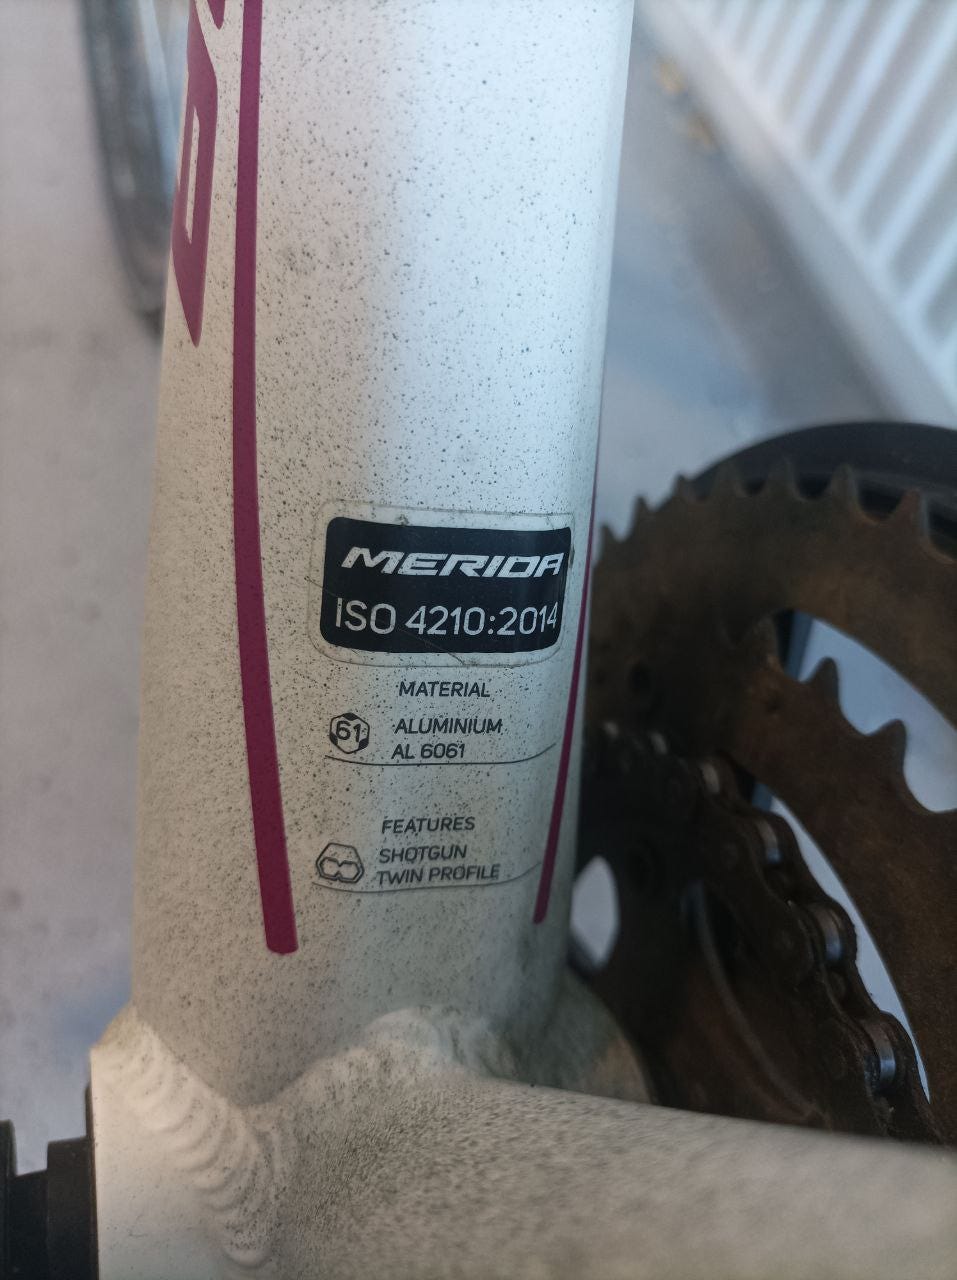 MERIDA
ISO 4210:2014
MATERIAL
61
ALUMINIUM
AL 6061
FEATURES
SHOTGUN
TWIN PROFILE